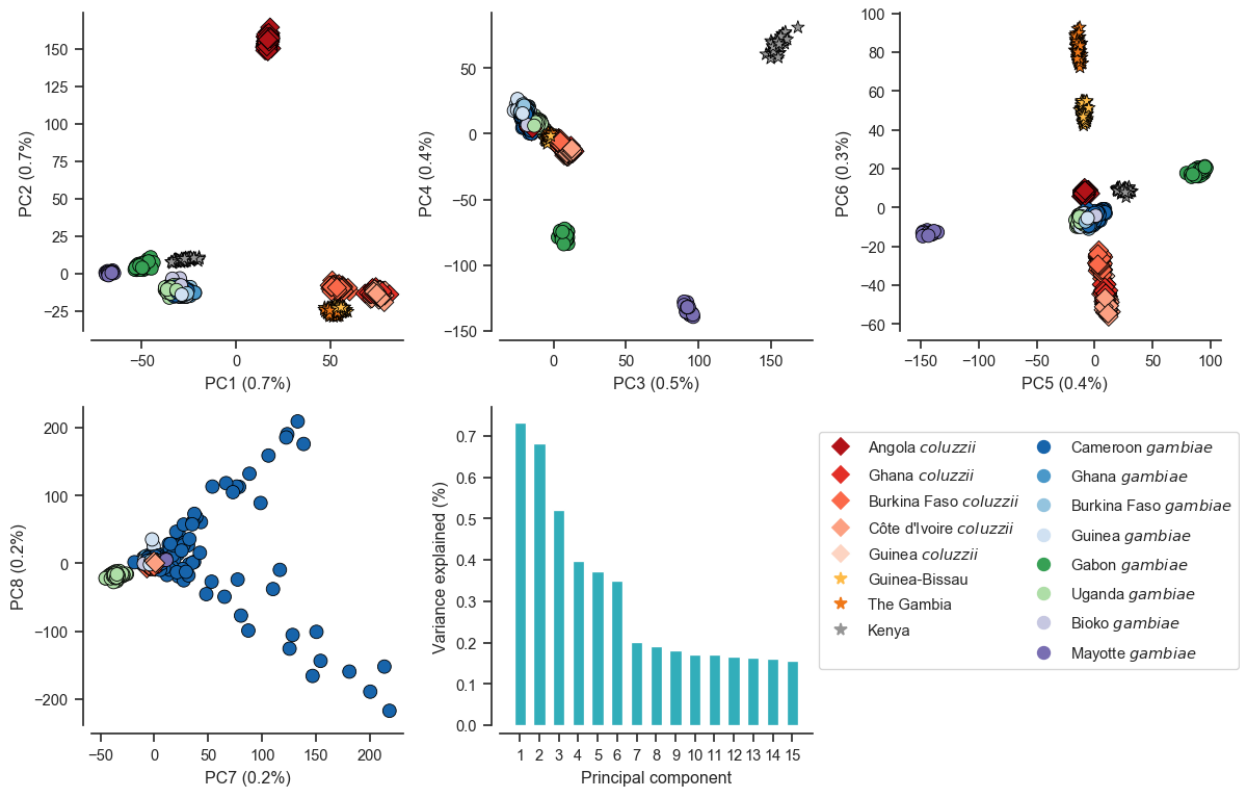 150
125
100
75
50
25
0
−25
PC2 (0.7%)
−50
0
50
PC1 (0.7%)
50
0
−50
−100
−150
PC4 (0.4%)
0
50
100
150
PC3 (0.5%)
100
80
60
40
20
0
−20
−40
−60
PC6 (0.3%)
−150
−100
−50
0
50
100
PC5 (0.4%)
200
100
0
−100
−200
PC8 (0.2%)
−50
0
50
100
150
200
PC7 (0.2%)
0.7
0.6
0.5
0.4
0.3
0.2
0.1
0.0
Variance explained (%)
1 2 3 4 5 6 7 8 9 10 11 12 13 14 15
Principal component
Angola coluzzii
Ghana coluzzii
Burkina Faso coluzzii
Côte d'Ivoire coluzzii
Guinea coluzzii
Guinea-Bissau
The Gambia
Kenya
Cameroon gambiae
Ghana gambiae
Burkina Faso gambiae
Guinea gambiae
Gabon gambiae
Uganda gambiae
Bioko gambiae
Mayotte gambiae